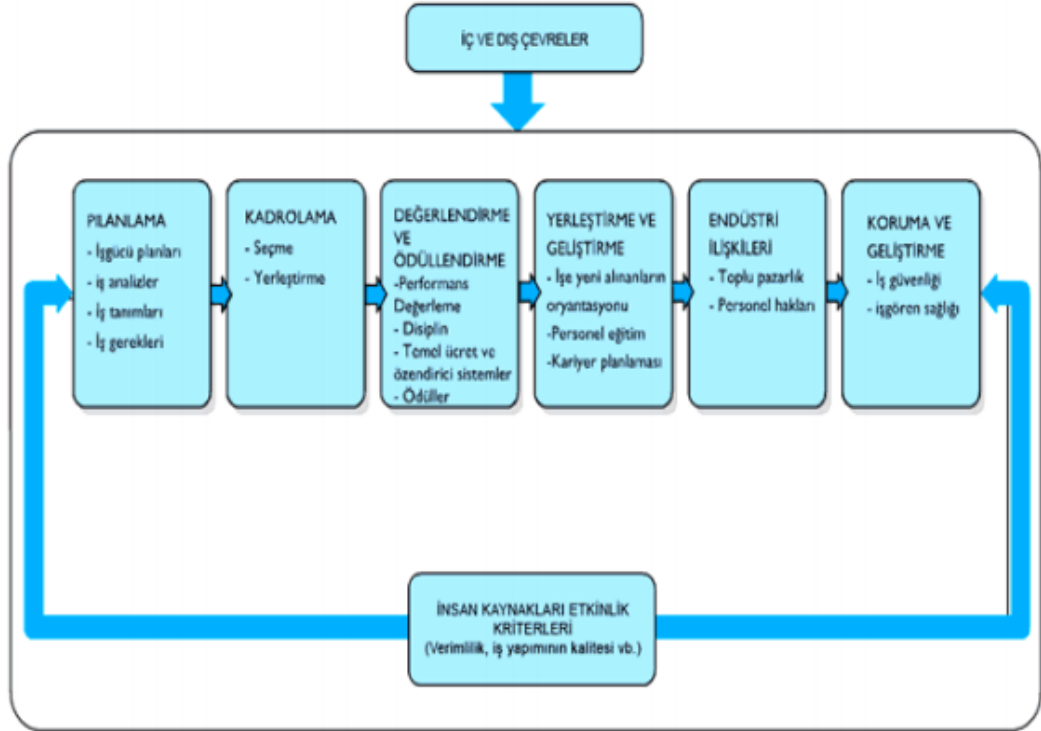 İÇ VE DIŞ ÇEVRELER
PILANLAMA
- İşgücü planları
- iş analizler
- İş tanımları
- İş gerekleri
KADROLAMA
- Seçme
- Yerleştirme
DEĞERLENDİRME
VE
ÖDÜLLENDİRME
-Performans
Değerleme
- Disiplin
- Temel ücret ve
özendirici sistemler
- Ödüller
YERLEŞTİRME VE
GELİŞTİRME
- İşe yeni alınanların
oryantasyonu
-Personel eğitim
-Kariyer planlaması
ENDÜSTRİ
İLİŞKİLERİ
- Toplu pazarlık
- Personel hakları
KORUMA VE
GELİŞTİRME
- İş güvenliği
- işgören sağlığı
İNSAN KAYNAKLARI ETKİNLİK
KRİTERLERİ
(Verimlilik, iş yapımının kalitesi vb.)